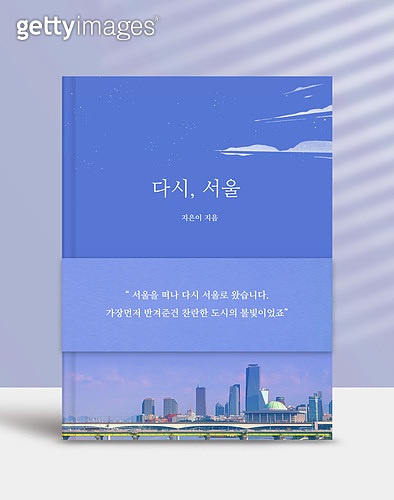 gettyimages®
다시, 서울
지은이 지음
“ 서울을 떠나 다시 서울로 왔습니다.
가장먼저 반겨준건 찬란한 도시의 불빛이었죠”